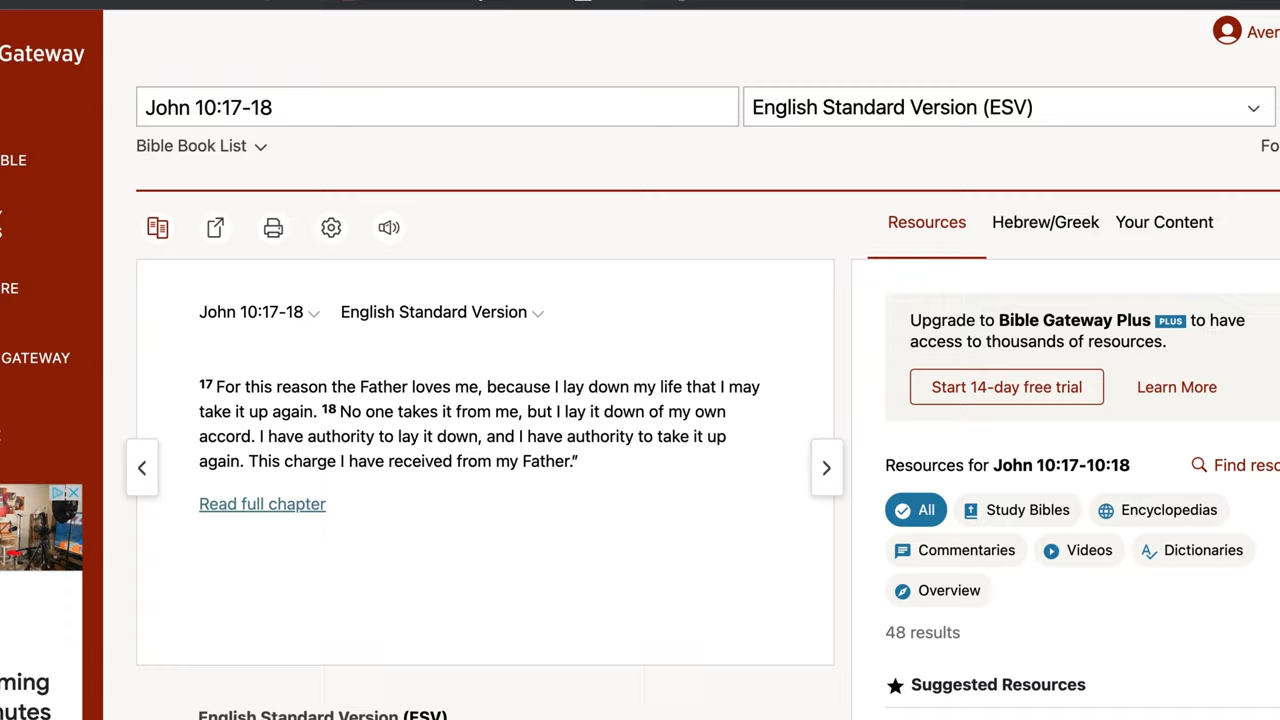 Gateway
Aver
John 10:17-18
English Standard Version (ESV)
Bible Book List
Fo
BLE
S
RE
GATEWAY
Resources
Hebrew/Greek
Your Content
John 10:17-18
English Standard Version
17 For this reason the Father loves me, because I lay down my life that I may
take it up again. 18 No one takes it from me, but I lay it down of my own
accord. I have authority to lay it down, and I have authority to take it up
again. This charge I have received from my Father.”
Read full chapter
Upgrade to Bible Gateway Plus PLUS to have
access to thousands of resources.
Start 14-day free trial
Learn More
Resources for John 10:17-10:18
Find reso
All
Study Bibles
Encyclopedias
Commentaries
Videos
Dictionaries
Overview
48 results
Suggested Resources
ming
nutes
English Standard Version (ESV)